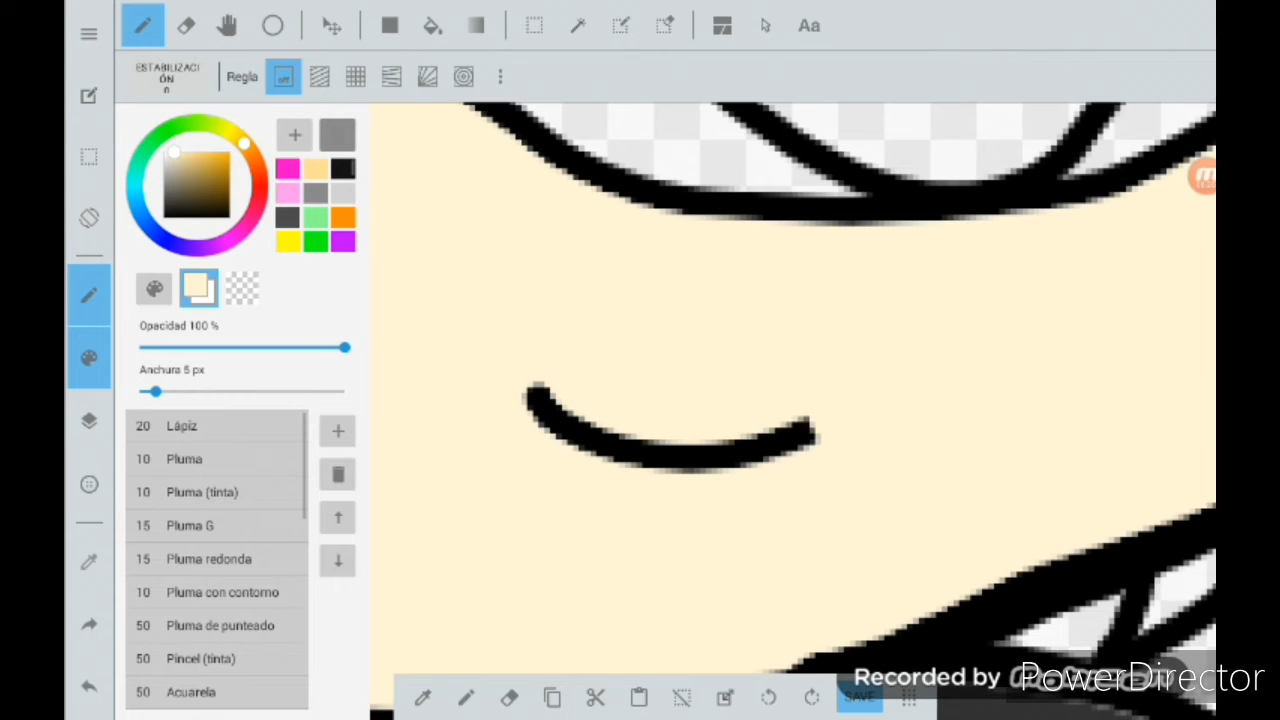 Aa
ESTABILIZACI
ÓN
0
Regla
off
Opacidad 100 %
Anchura 5 px
20 Lápiz
10 Pluma
10 Pluma (tinta)
15 Pluma G
15 Pluma redonda
10 Pluma con contorno
50 Pluma de punteado
50 Pincel (tinta)
50 Acuarela
SAVE
Recorded by
PowerDirector